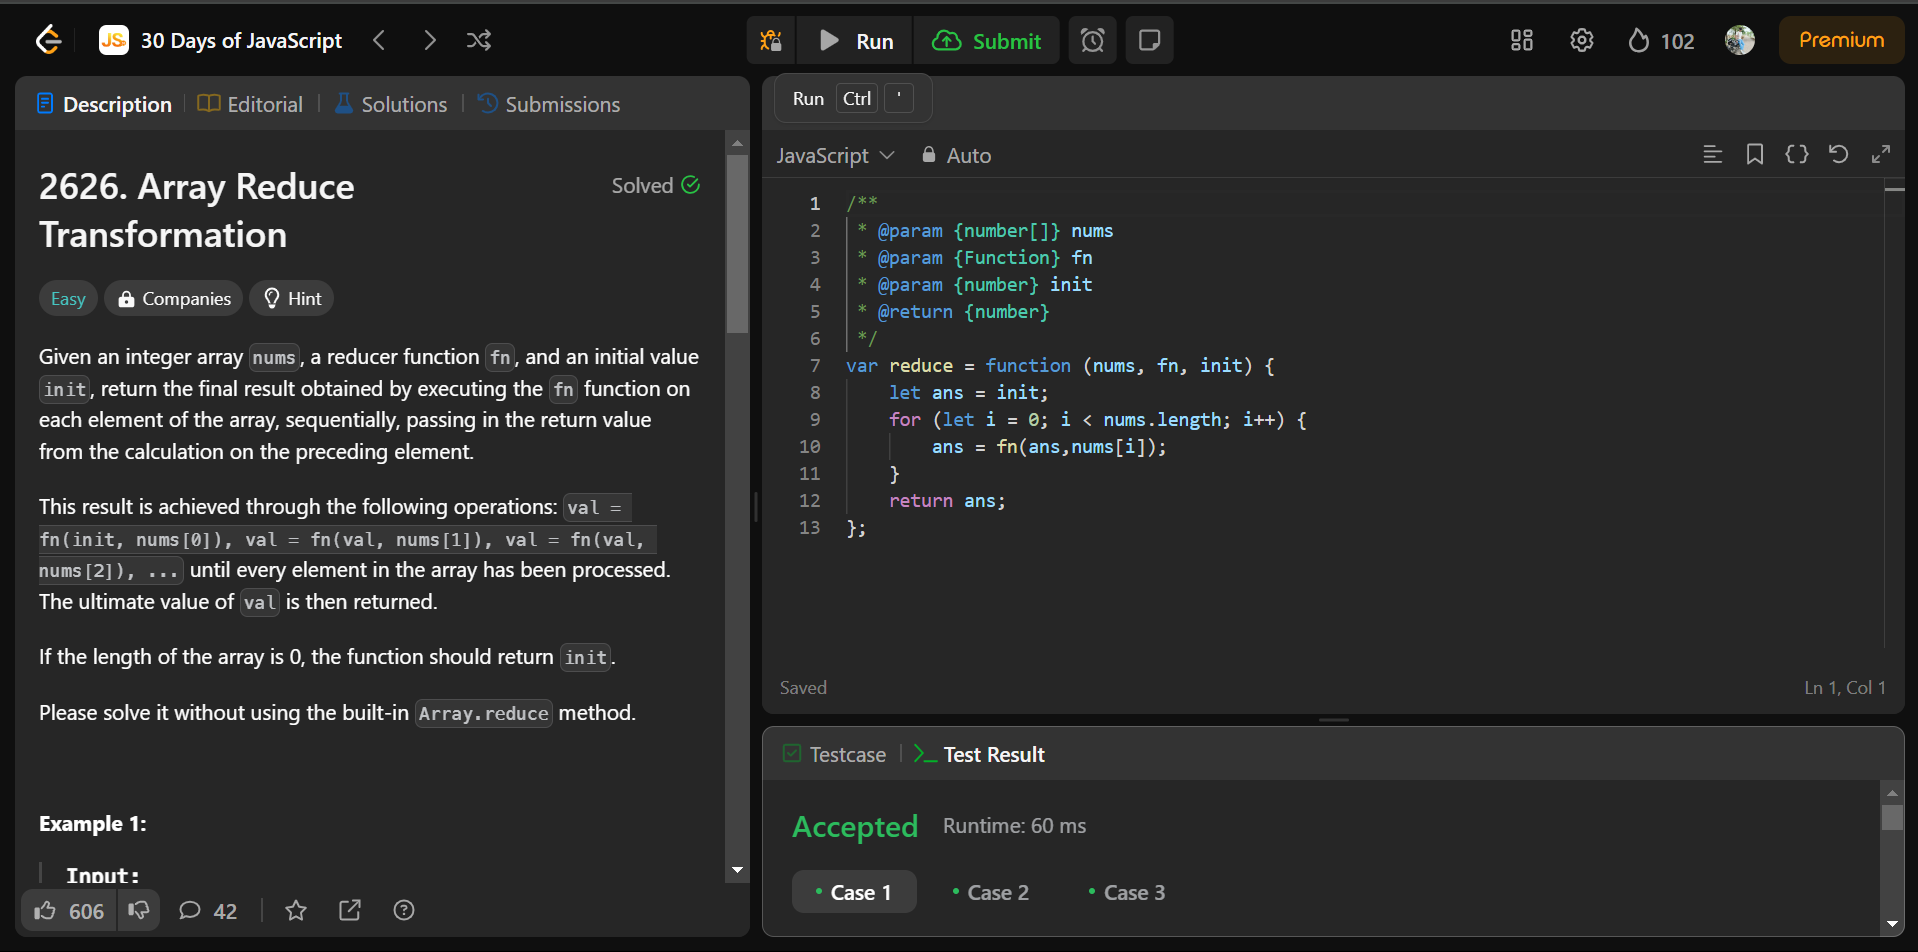 JS 30 Days of JavaScript
Run
Submit
102
Premium
Description
Editorial
Solutions
Submissions
2626. Array Reduce
Transformation
Solved
Easy
Companies
Hint
Given an integer array nums, a reducer function fn, and an initial value
init, return the final result obtained by executing the fn function on
each element of the array, sequentially, passing in the return value
from the calculation on the preceding element.
This result is achieved through the following operations: val =
fn(init, nums[0]), val = fn(val, nums[1]), val = fn(val,
nums[2]), ... until every element in the array has been processed.
The ultimate value of val is then returned.
If the length of the array is 0, the function should return init.
Please solve it without using the built-in Array.reduce method.
Example 1:
Input:
606
42
Run Ctrl '
JavaScript
Auto
1 /**
2 * @param {number[]} nums
3 * @param {Function} fn
4 * @param {number} init
5 * @return {number}
6 */
7 var reduce = function (nums, fn, init) {
8 let ans = init;
9 for (let i = 0; i < nums.length; i++) {
10 ans = fn(ans,nums[i]);
11 }
12 return ans;
13 };
Saved
Ln 1, Col 1
Testcase
Test Result
Accepted
Runtime: 60 ms
Case 1
Case 2
Case 3